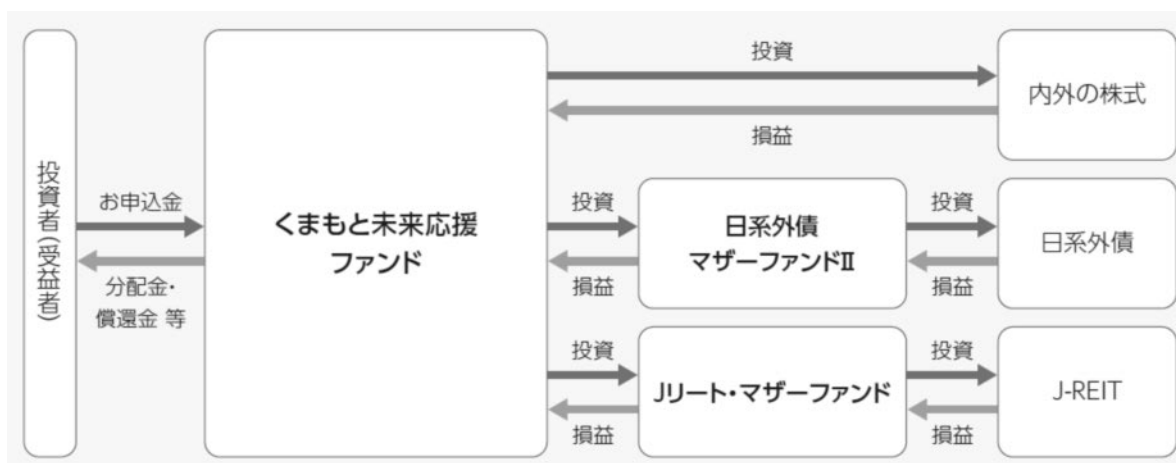 投資者(受益者)
お申込金
分配金・
償還金 等
くまもと未来応援
ファンド
投資
損益
内外の株式
投資
損益
日系外債
マザーファンドⅡ
投資
損益
日系外債
投資
損益
Jリート・マザーファンド
投資
損益
J-REIT